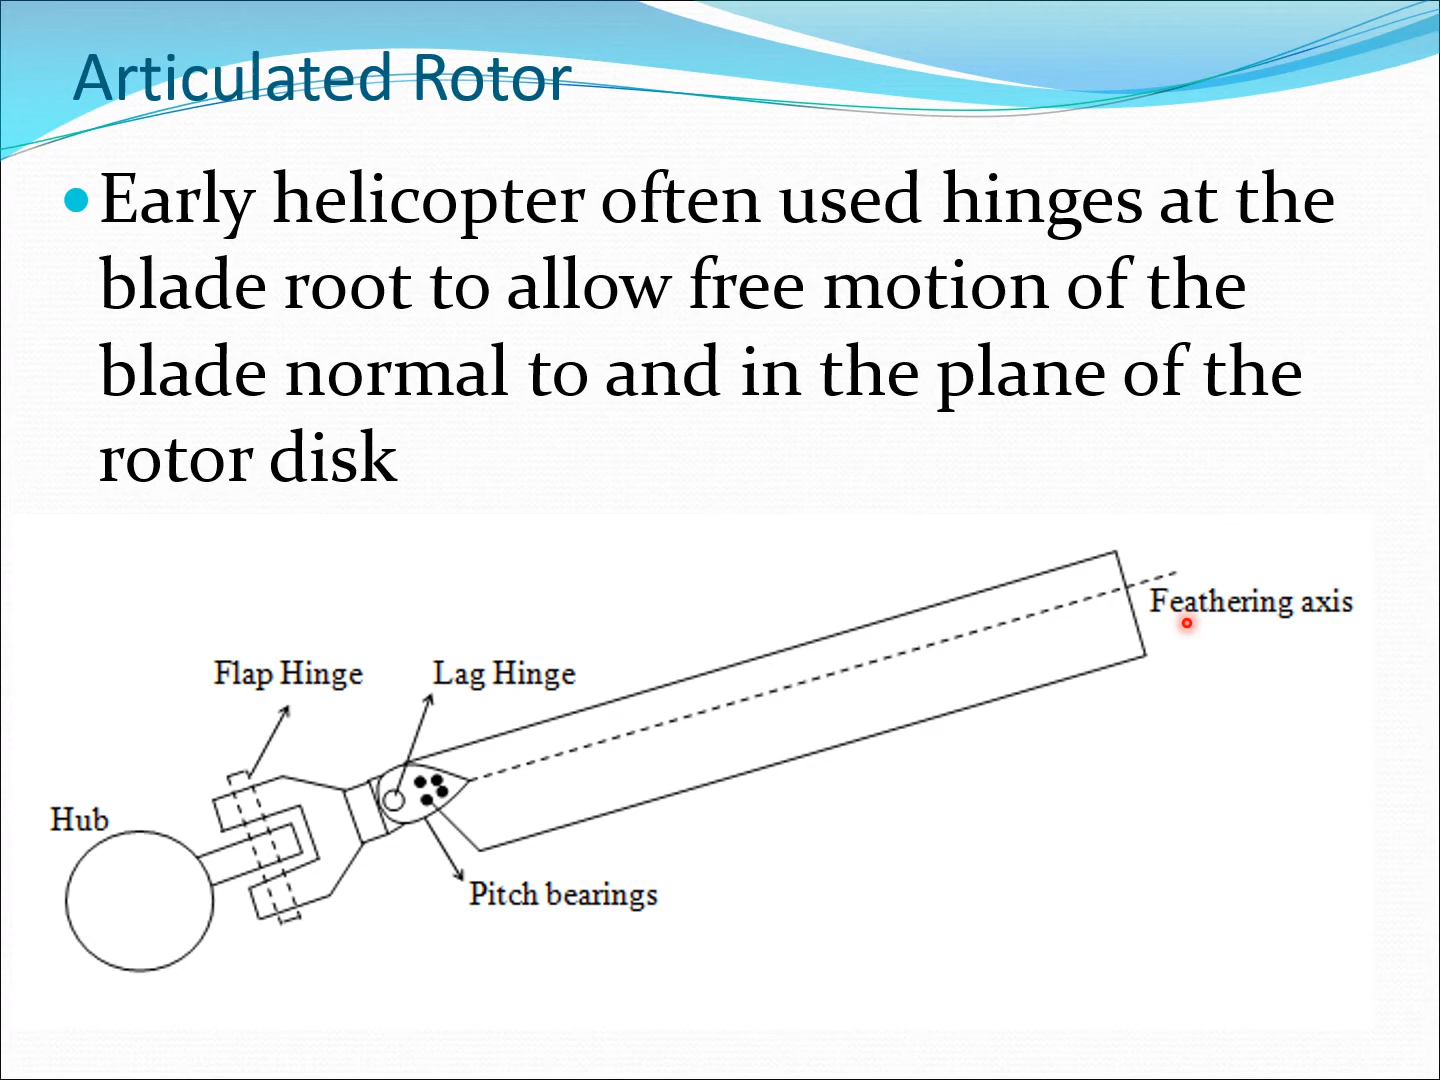 Articulated Rotor
•Early helicopter often used hinges at the
blade root to allow free motion of the
blade normal to and in the plane of the
rotor disk
Feathering axis
Flap Hinge
Lag Hinge
Hub
Pitch bearings